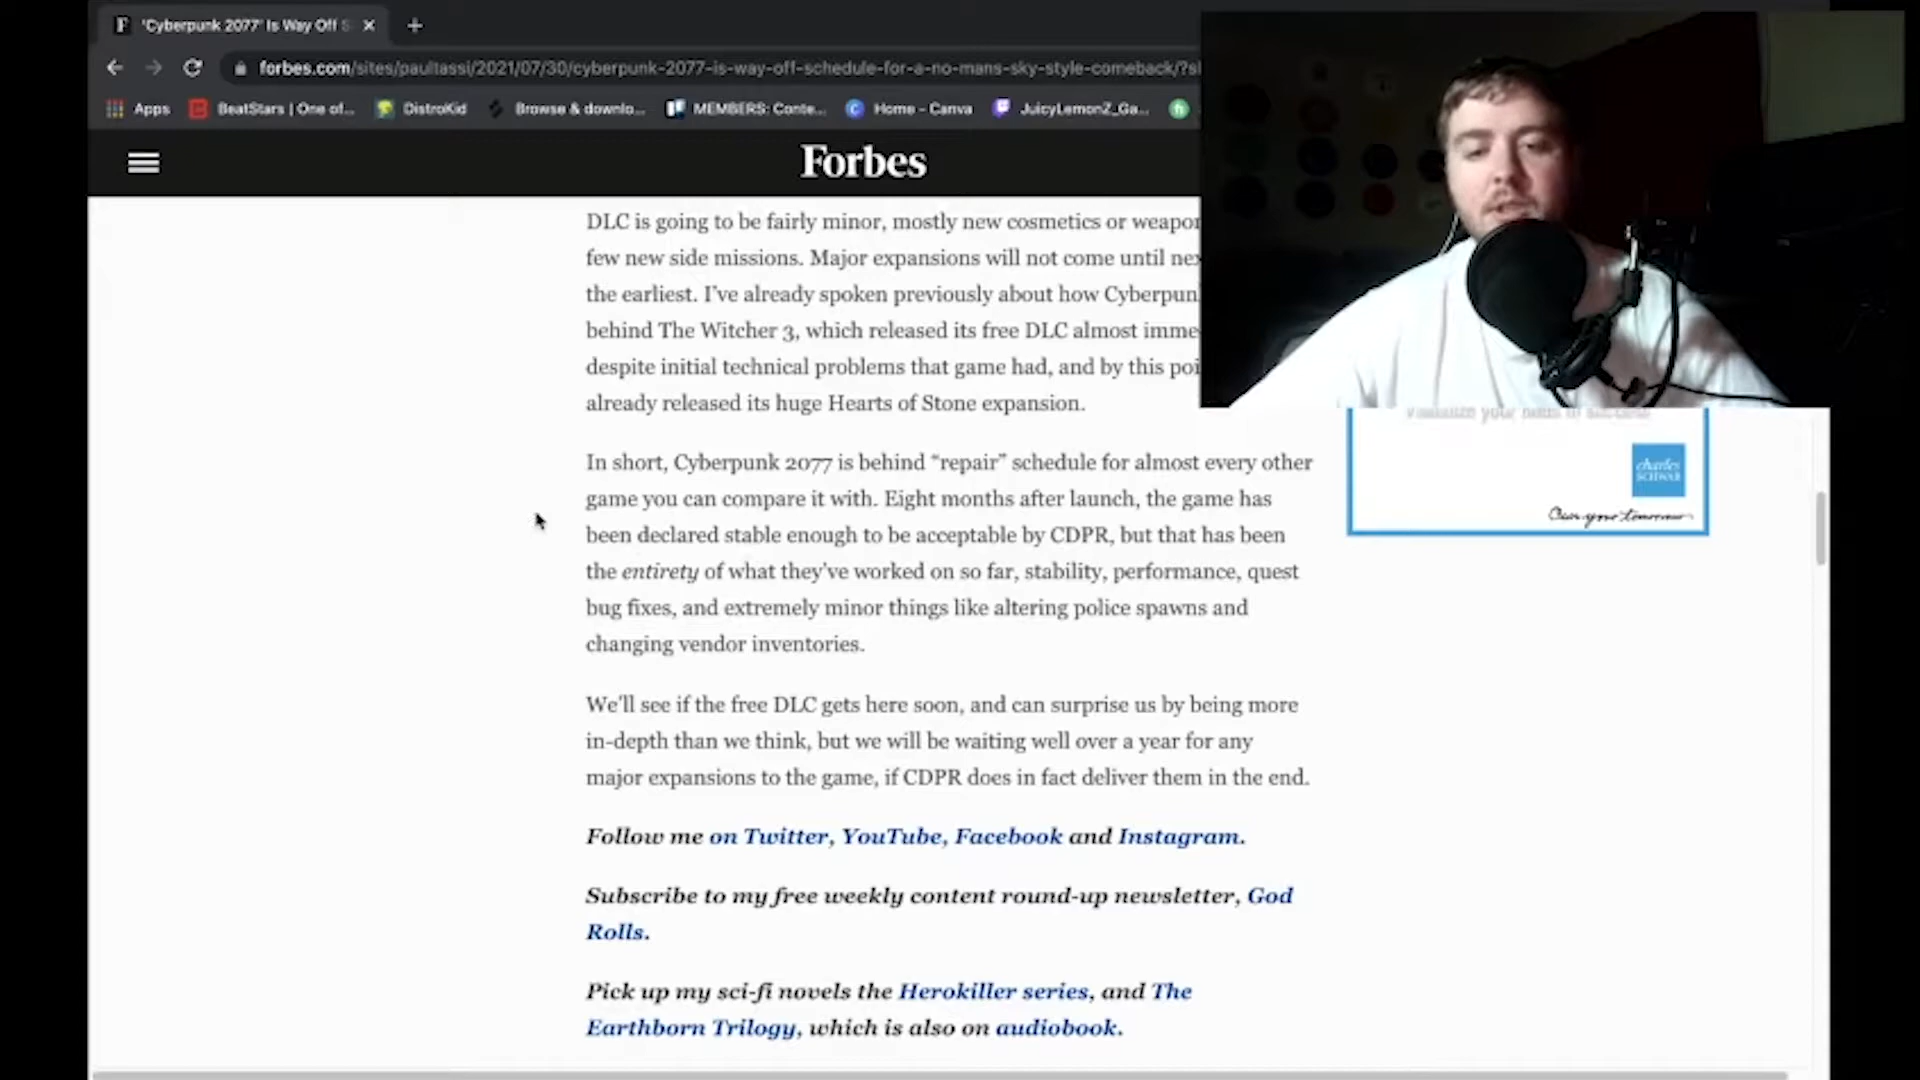 'Cyberpunk 2077' Is Way Off S
forbes.com/sites/paultassi/2021/07/30/cyberpunk-2077-is-way-off-schedule-for-a-no-mans-sky-style-comeback/?sl
Apps BeatStars | One of... DistroKid Browse & downlo... MEMBERS: Conte... Home - Canva JuicyLemonZ_Ga...
Forbes
DLC is going to be fairly minor, mostly new cosmetics or weapon
few new side missions. Major expansions will not come until nex
the earliest. I've already spoken previously about how Cyberpun
behind The Witcher 3, which released its free DLC almost imme
despite initial technical problems that game had, and by this poi
already released its huge Hearts of Stone expansion.
In short, Cyberpunk 2077 is behind “repair” schedule for almost every other
game you can compare it with. Eight months after launch, the game has
been declared stable enough to be acceptable by CDPR, but that has been
the entirety of what they've worked on so far, stability, performance, quest
bug fixes, and extremely minor things like altering police spawns and
changing vendor inventories.
We'll see if the free DLC gets here soon, and can surprise us by being more
in-depth than we think, but we will be waiting well over a year for any
major expansions to the game, if CDPR does in fact deliver them in the end.
Follow me on Twitter, YouTube, Facebook and Instagram.
Subscribe to my free weekly content round-up newsletter, God
Rolls.
Pick up my sci-fi novels the Herokiller series, and The
Earthborn Trilogy, which is also on audiobook.
charles
SCHWAB
Own your tomorrow